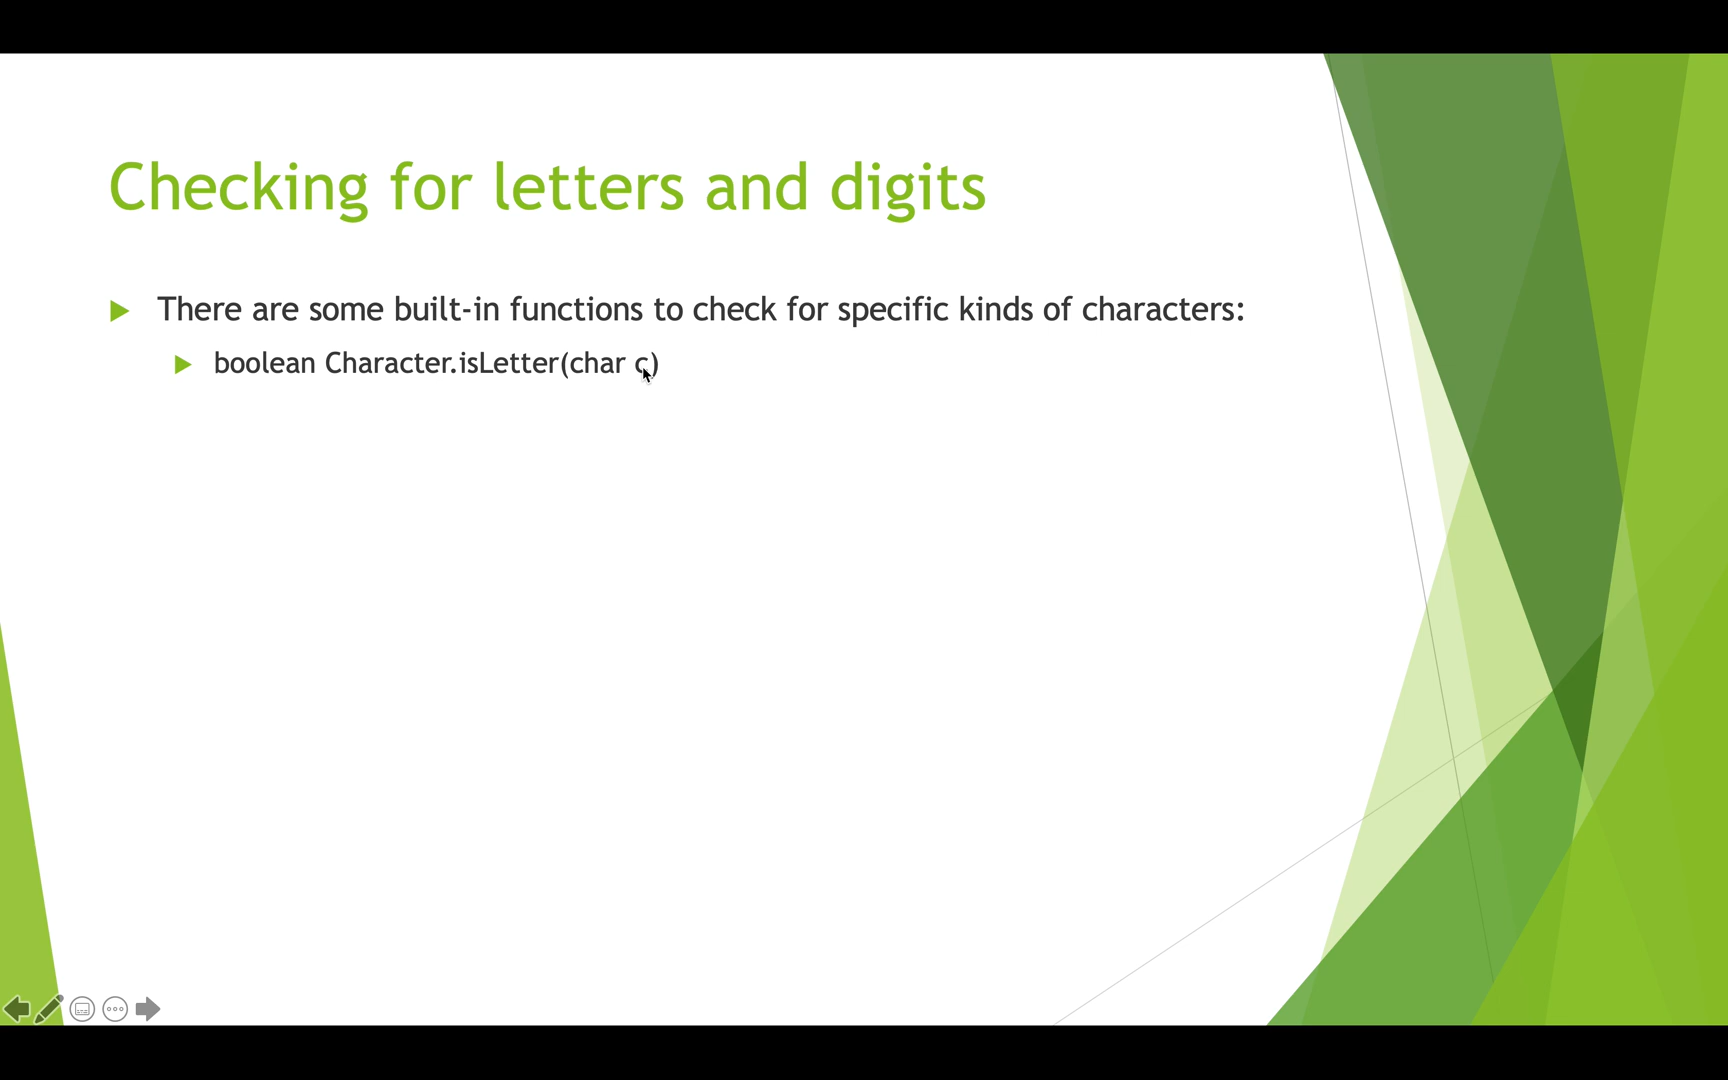 Checking for letters and digits
There are some built-in functions to check for specific kinds of characters:
boolean Character.isLetter(char c)